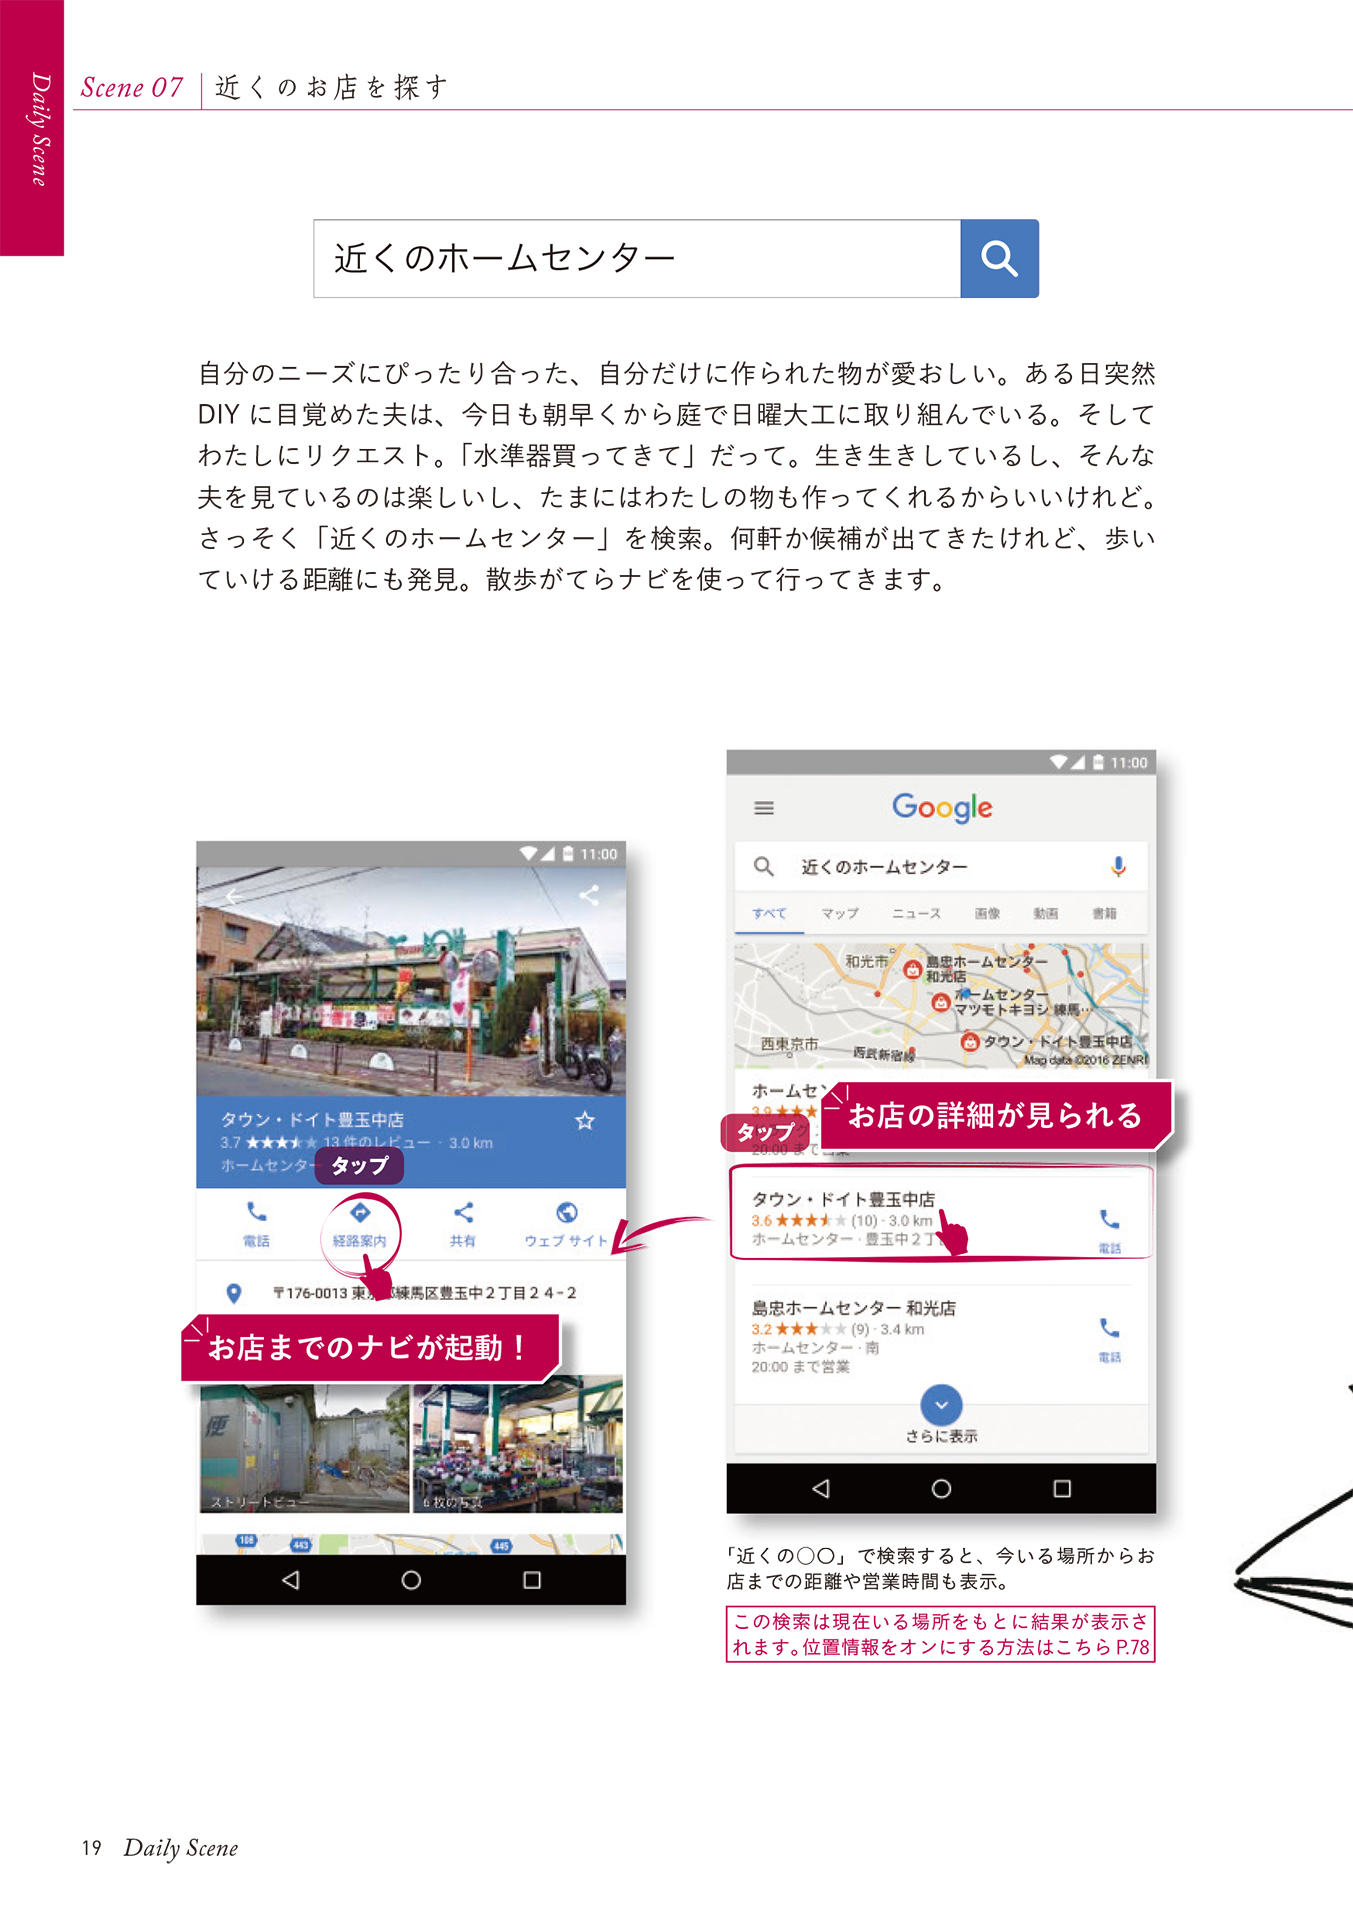 Daily Scene
Scene 07 近くのお店を探す
近くのホームセンター
自分のニーズにぴったり合った、自分だけに作られた物が愛おしい。ある日突然
DIY に目覚めた夫は、今日も朝早くから庭で日曜大工に取り組んでいる。そして
わたしにリクエスト。「水準器買ってきて」だって。生き生きしているし、そんな
夫を見ているのは楽しいし、たまにはわたしの物も作ってくれるからいいけれど。
さっそく「近くのホームセンター」を検索。何軒か候補が出てきたけれど、歩い
ていける距離にも発見。散歩がてらナビを使って行ってきます。
11:00
Google
近くのホームセンター
すべて マップ ニュース 画像 動画 書籍
和光市
島忠ホームセンター
和光店
ホームセンター
マツモトキヨシ 練馬…
西東京市
西武新宿線
タウン・ドイト豊玉中店
Map data ©2016 ZENRI
ホームセン
3.9 ★★★
お店の詳細が見られる
タップ
20:00 まで営業
タウン・ドイト豊玉中店
3.6 ★★★★★ (10) · 3.0 km
ホームセンター · 豊玉中２丁
電話
島忠ホームセンター 和光店
3.2 ★★★★★ (9) · 3.4 km
ホームセンター · 南
20:00 まで営業
電話
さらに表示
「近くの〇〇」で検索すると、今いる場所からお
店までの距離や営業時間も表示。
この検索は現在いる場所をもとに結果が表示さ
れます。位置情報をオンにする方法はこちら P.78
11:00
タウン・ドイト豊玉中店
3.7 ★★★★★ 13 件のレビュー · 3.0 km
ホームセンター
タップ
電話 経路案内 共有 ウェブ サイト
〒176-0013 東京都練馬区豊玉中２丁目２４−２
お店までのナビが起動！
便
ストリートビュー
6 枚の写真
108
443
445
19 Daily Scene